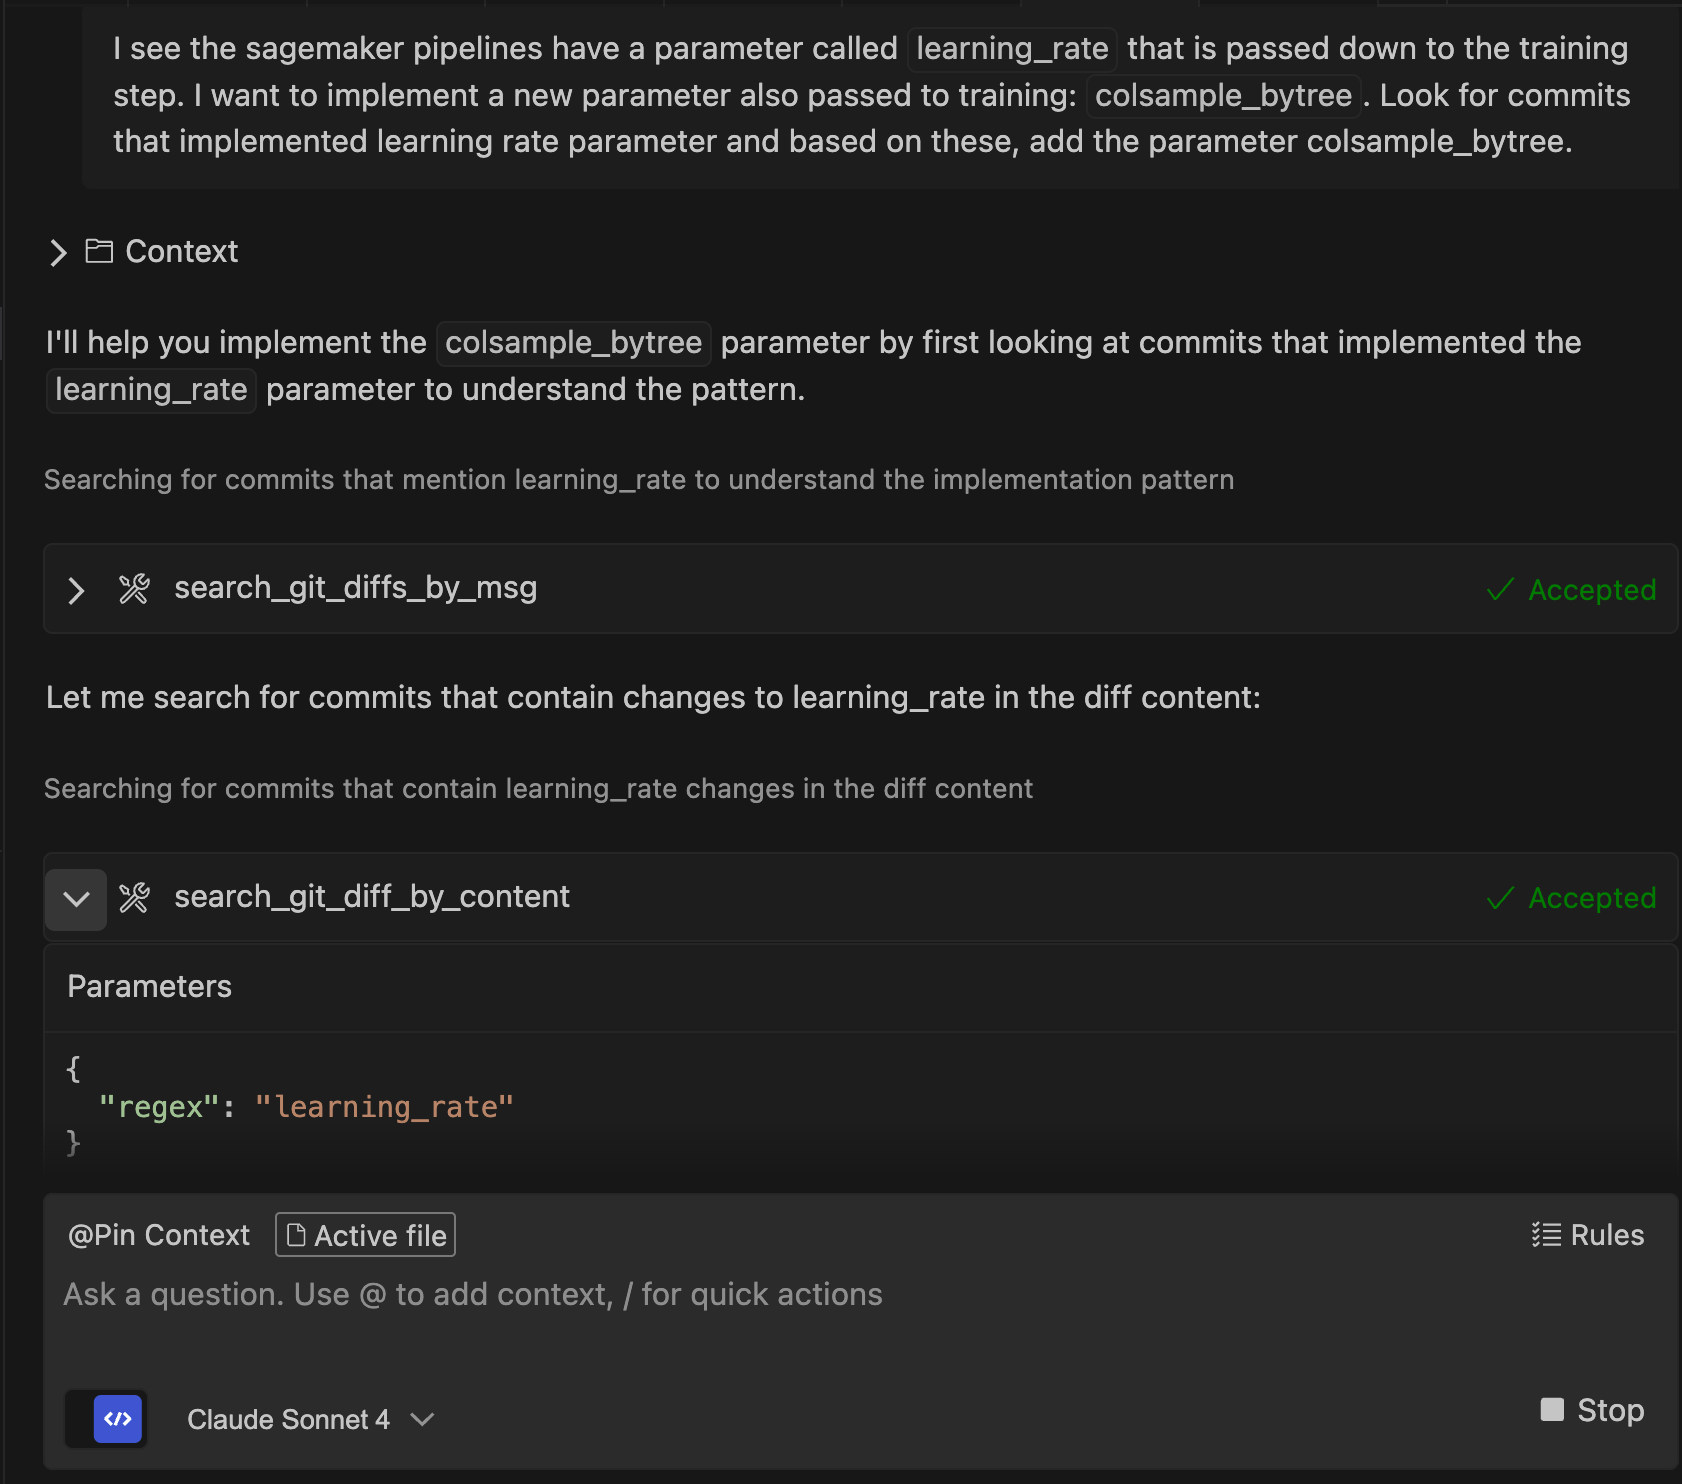 I see the sagemaker pipelines have a parameter called learning_rate that is passed down to the training
step. I want to implement a new parameter also passed to training: colsample_bytree. Look for commits
that implemented learning rate parameter and based on these, add the parameter colsample_bytree.
Context
I'll help you implement the colsample_bytree parameter by first looking at commits that implemented the
learning_rate parameter to understand the pattern.
Searching for commits that mention learning_rate to understand the implementation pattern
search_git_diffs_by_msg Accepted
Let me search for commits that contain changes to learning_rate in the diff content:
Searching for commits that contain learning_rate changes in the diff content
search_git_diff_by_content Accepted
Parameters
{
"regex": "learning_rate"
}
@Pin Context Active file Rules
Ask a question. Use @ to add context, / for quick actions
</> Claude Sonnet 4 Stop